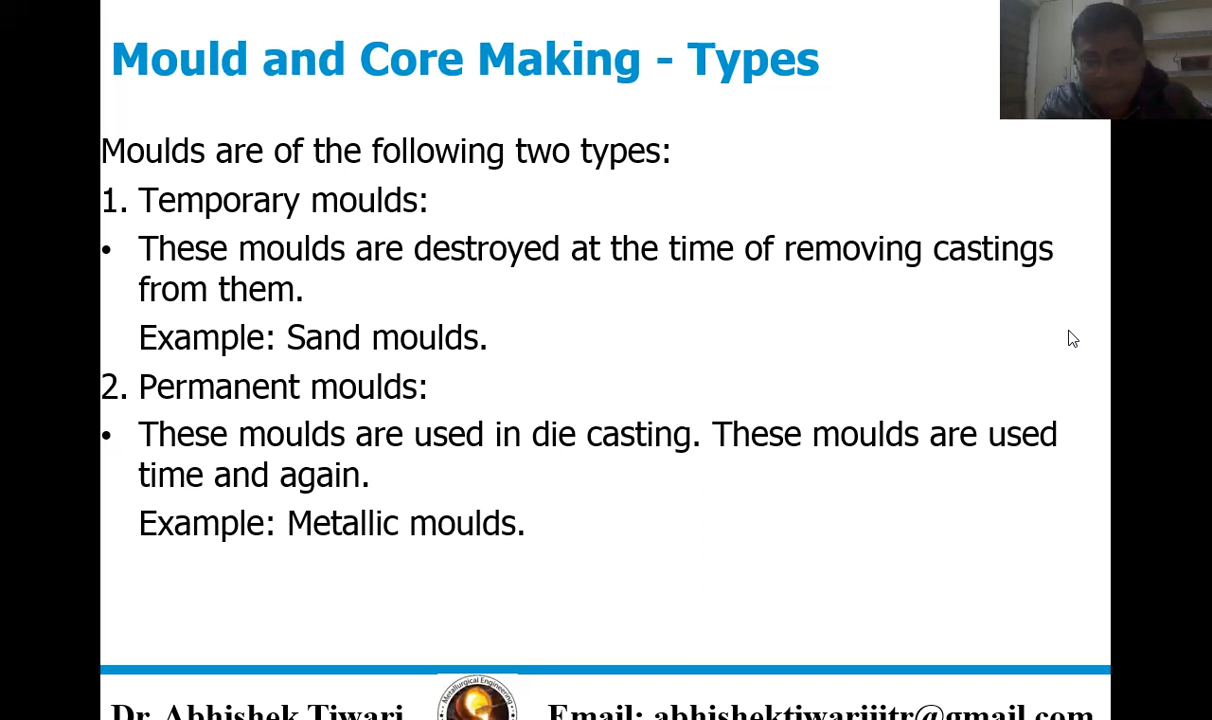 Mould and Core Making - Types
Moulds are of the following two types:
1. Temporary moulds:
• These moulds are destroyed at the time of removing castings
from them.
Example: Sand moulds.
2. Permanent moulds:
• These moulds are used in die casting. These moulds are used
time and again.
Example: Metallic moulds.
Metallurgical Engineering
Dr. Abhishek Tiwari
Email: abhishektiwariiitr@gmail.com